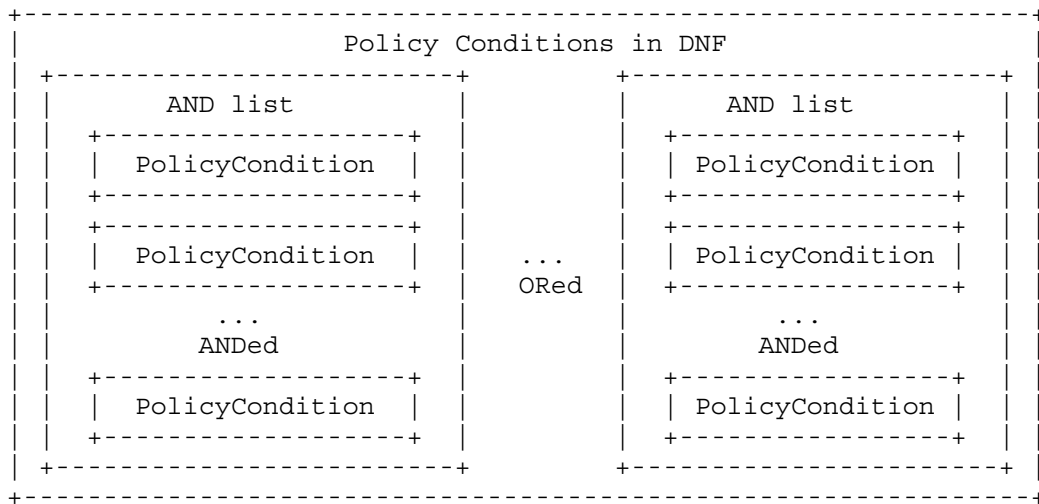 Policy Conditions in DNF
AND list AND list
PolicyCondition PolicyCondition
PolicyCondition ... PolicyCondition
ORed
... ...
ANDed ANDed
PolicyCondition PolicyCondition